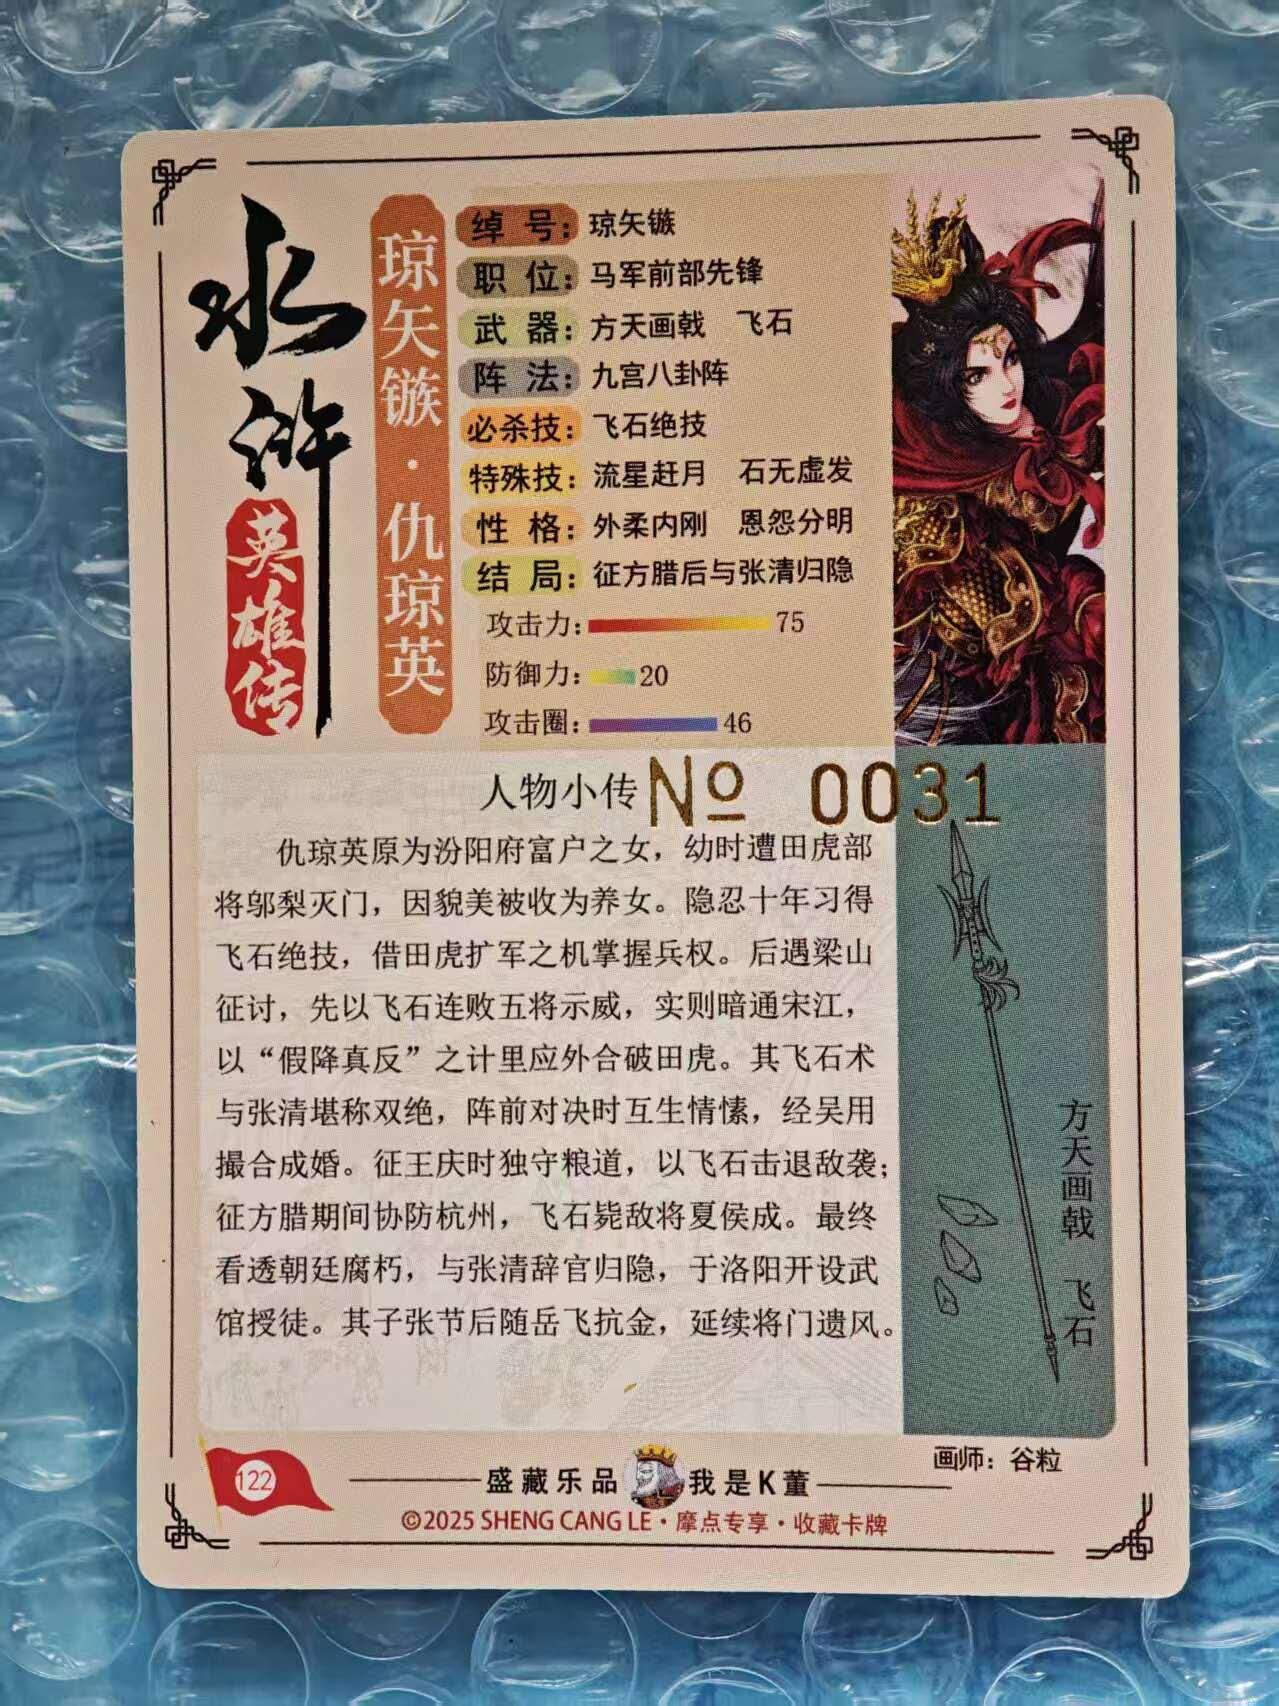 水浒
英雄传
琼矢镞·仇琼英
绰号：琼矢镞
职位：马军前部先锋
武器：方天画戟 飞石
阵法：九宫八卦阵
必杀技：飞石绝技
特殊技：流星赶月 石无虚发
性格：外柔内刚 恩怨分明
结局：征方腊后与张清归隐
攻击力：75
防御力：20
攻击圈：46
人物小传 № 0031
仇琼英原为汾阳府富户之女，幼时遭田虎部
将邬梨灭门，因貌美被收为养女。隐忍十年习得
飞石绝技，借田虎扩军之机掌握兵权。后遇梁山
征讨，先以飞石连败五将示威，实则暗通宋江，
以“假降真反”之计里应外合破田虎。其飞石术
与张清堪称双绝，阵前对决时互生情愫，经吴用
撮合成婚。征王庆时独守粮道，以飞石击退敌袭；
征方腊期间协防杭州，飞石毙敌将夏侯成。最终
看透朝廷腐朽，与张清辞官归隐，于洛阳开设武
馆授徒。其子张节后随岳飞抗金，延续将门遗风。
方天画戟 飞石
画师：谷粒
122
盛藏乐品 我是K董
©2025 SHENG CANG LE·摩点专享·收藏卡牌